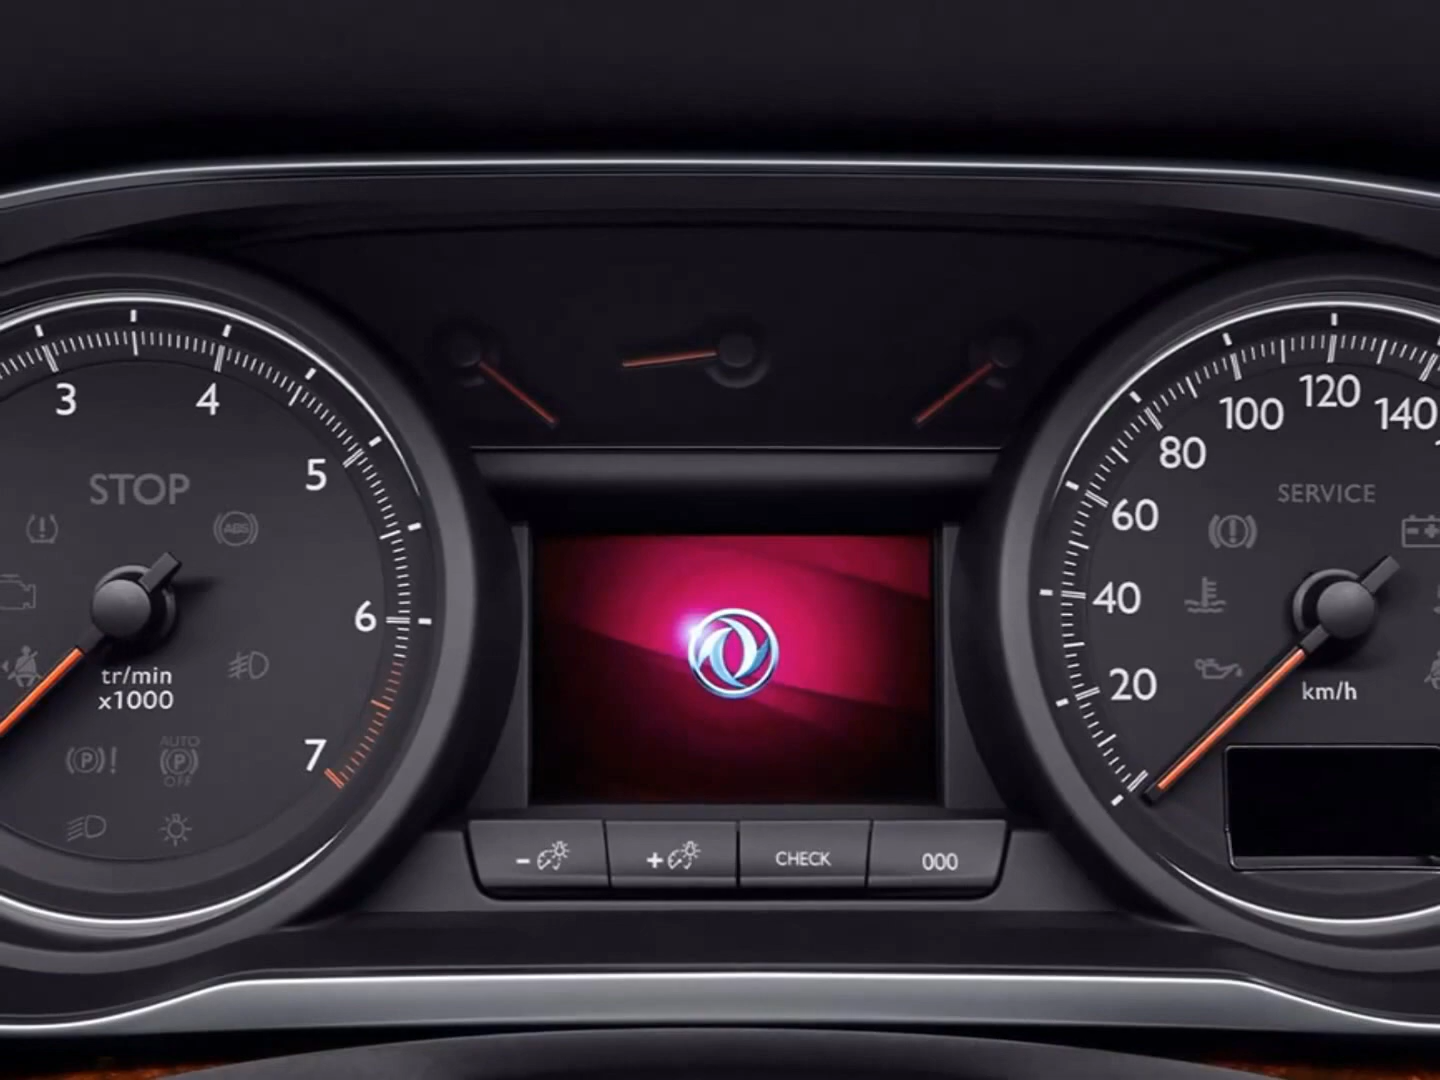 3
4
5
6
7
STOP
ABS
tr/min
x1000
(P)!
AUTO
(P)
OFF
CHECK
000
20
40
60
80
100
120
140
SERVICE
km/h